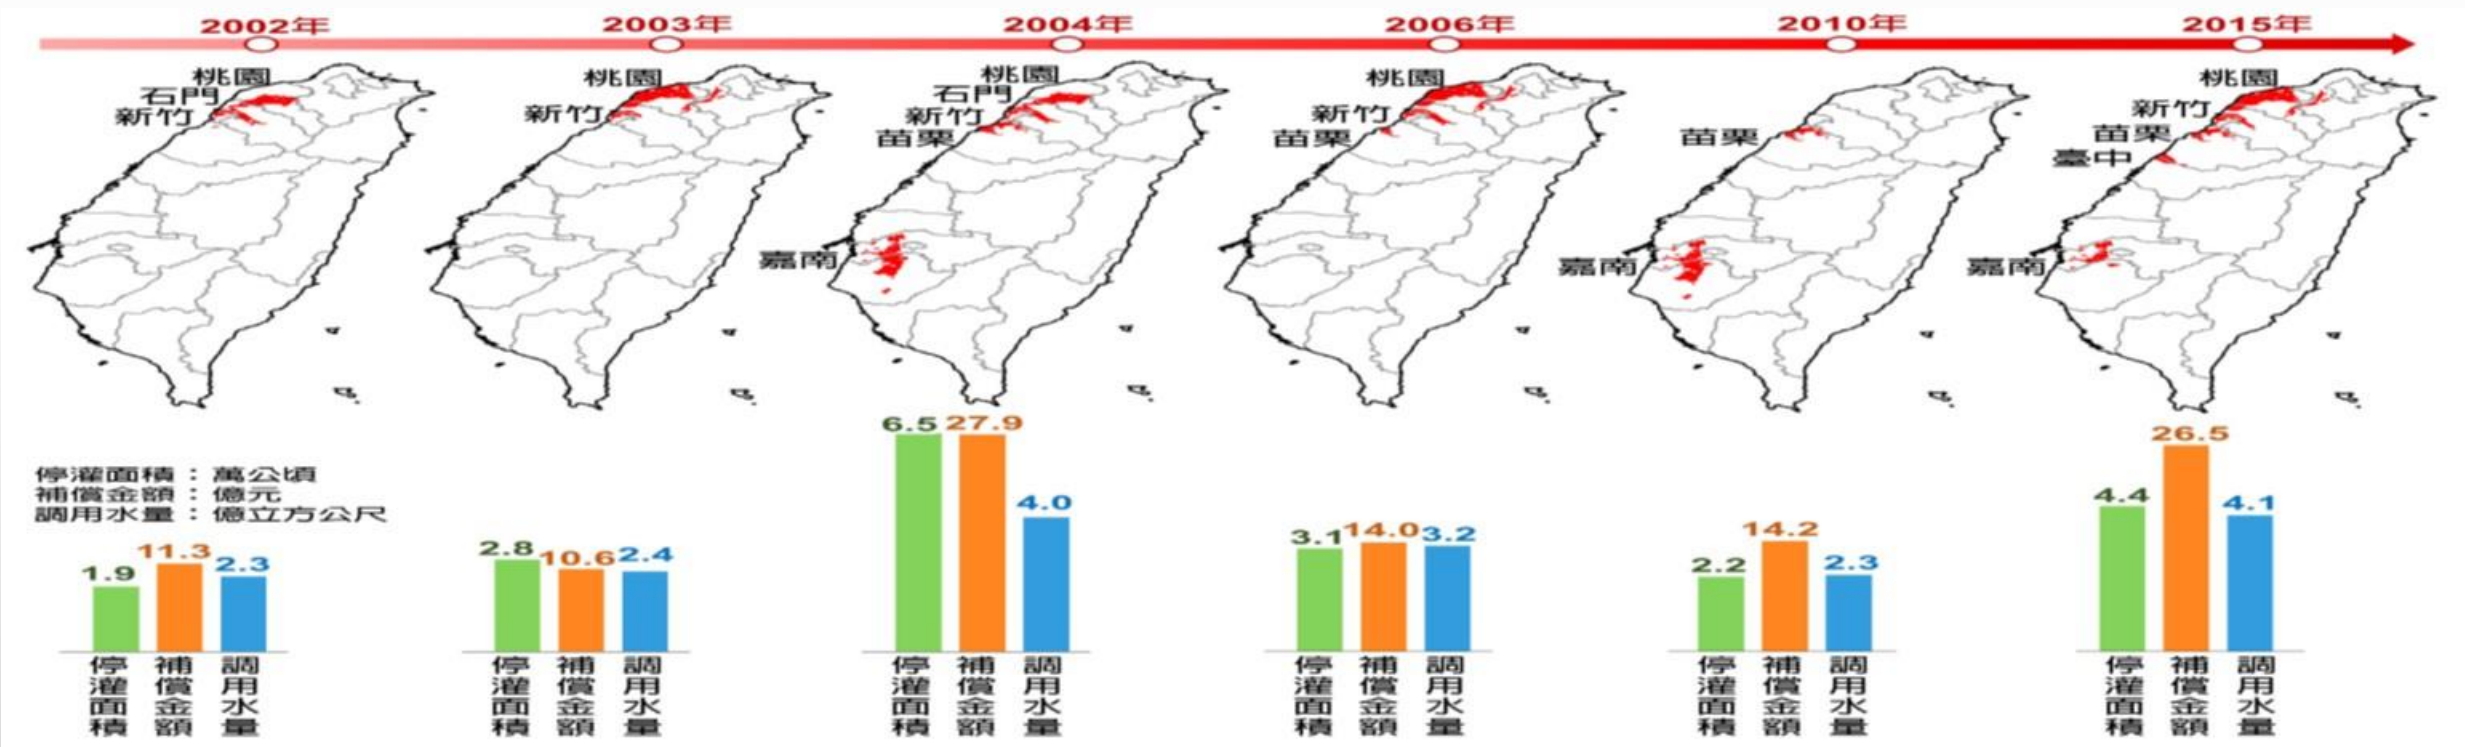 2002年
2003年
2004年
2006年
2010年
2015年
桃園
石門
新竹
桃園
新竹
桃園
石門
新竹
苗栗
嘉南
桃園
新竹
苗栗
苗栗
嘉南
桃園
新竹
苗栗
臺中
嘉南
停灌面積：萬公頃
補償金額：億元
調用水量：億立方公尺
1.9
11.3
2.3
停灌面積
補償金額
調用水量
2.8
10.6
2.4
停灌面積
補償金額
調用水量
6.5
27.9
4.0
停灌面積
補償金額
調用水量
3.1
14.0
3.2
停灌面積
補償金額
調用水量
2.2
14.2
2.3
停灌面積
補償金額
調用水量
4.4
26.5
4.1
停灌面積
補償金額
調用水量